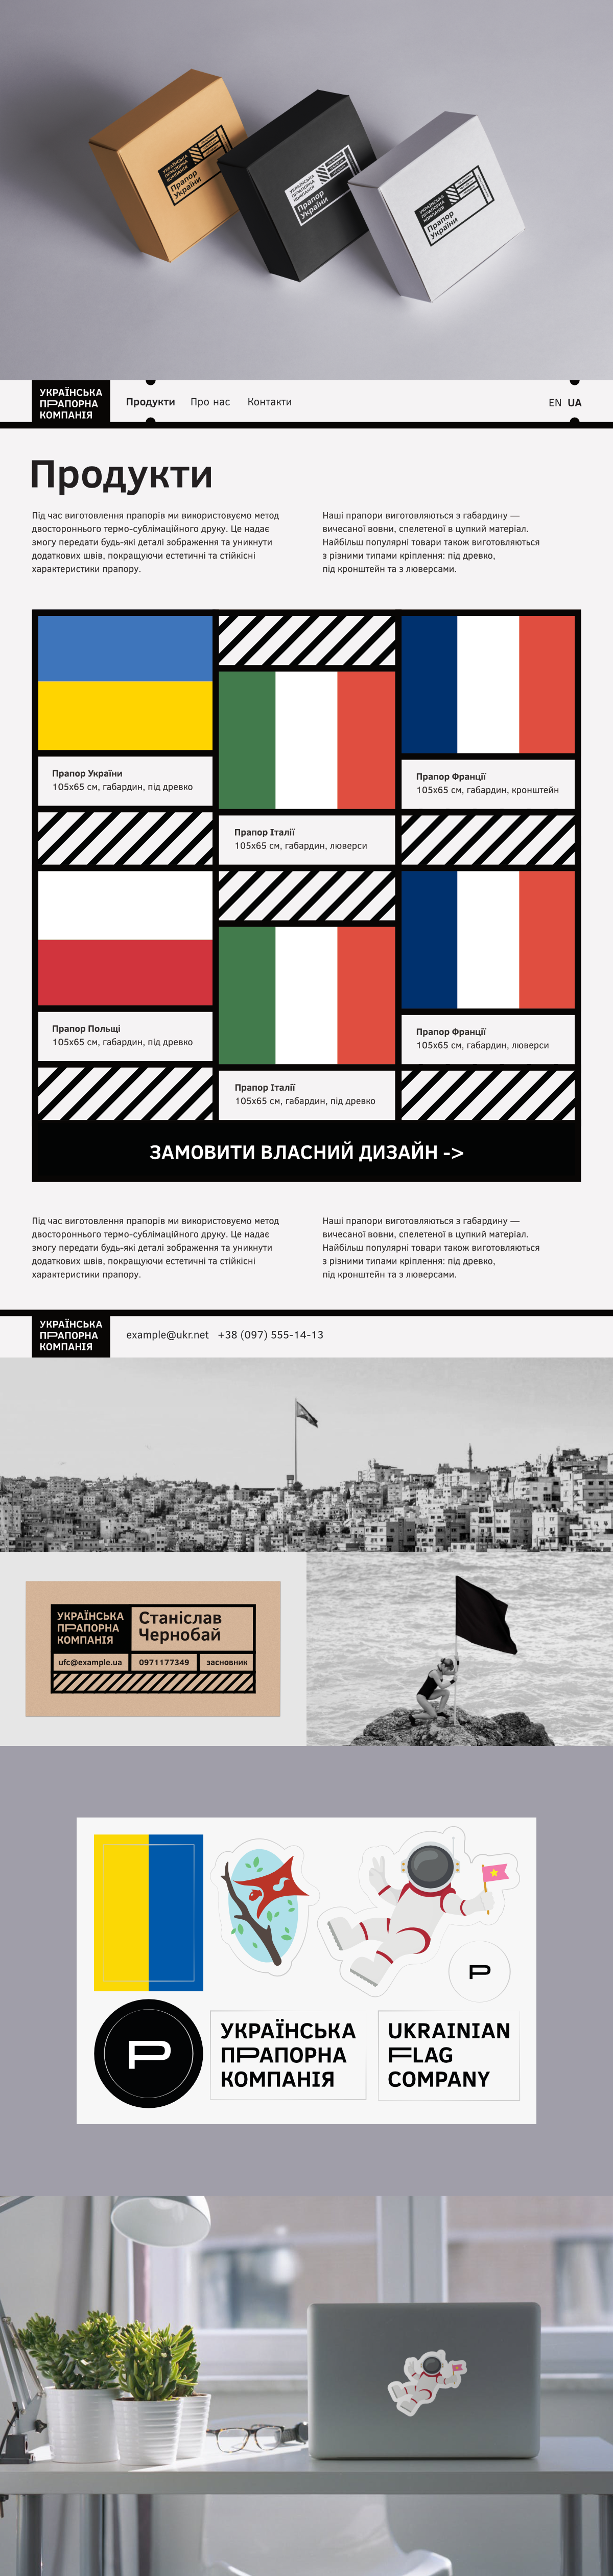 УКРАЇНСЬКА
ПРАПОРНА
КОМПАНІЯ
Прапор
України
УКРАЇНСЬКА
ПРАПОРНА
КОМПАНІЯ
Прапор
України
УКРАЇНСЬКА
ПРАПОРНА
КОМПАНІЯ
Прапор
України
УКРАЇНСЬКА
ПРАПОРНА
КОМПАНІЯ
Продукти Про нас Контакти
EN UA
Продукти
Під час виготовлення прапорів ми використовуємо метод
двостороннього термо-сублімаційного друку. Це надає
змогу передати будь-які деталі зображення та уникнути
додаткових швів, покращуючи естетичні та стійкісні
характеристики прапору.
Наші прапори виготовляються з габардину —
вичесаної вовни, сплетеної в цупкий матеріал.
Найбільш популярні товари також виготовляються
з різними типами кріплення: під древко,
під кронштейн та з люверсами.
Прапор України
105x65 см, габардин, під древко
Прапор Італії
105x65 см, габардин, люверси
Прапор Франції
105x65 см, габардин, кронштейн
Прапор Польщі
105x65 см, габардин, під древко
Прапор Італії
105x65 см, габардин, під древко
Прапор Франції
105x65 см, габардин, люверси
ЗАМОВИТИ ВЛАСНИЙ ДИЗАЙН ->
Під час виготовлення прапорів ми використовуємо метод
двостороннього термо-сублімаційного друку. Це надає
змогу передати будь-які деталі зображення та уникнути
додаткових швів, покращуючи естетичні та стійкісні
характеристики прапору.
Наші прапори виготовляються з габардину —
вичесаної вовни, сплетеної в цупкий матеріал.
Найбільш популярні товари також виготовляються
з різними типами кріплення: під древко,
під кронштейн та з люверсами.
УКРАЇНСЬКА
ПРАПОРНА
КОМПАНІЯ
example@ukr.net +38 (097) 555-14-13
УКРАЇНСЬКА
ПРАПОРНА
КОМПАНІЯ
Станіслав
Чернобай
ufc@example.ua 0971177349 засновник
P
P
УКРАЇНСЬКА
ПРАПОРНА
КОМПАНІЯ
UKRAINIAN
FLAG
COMPANY